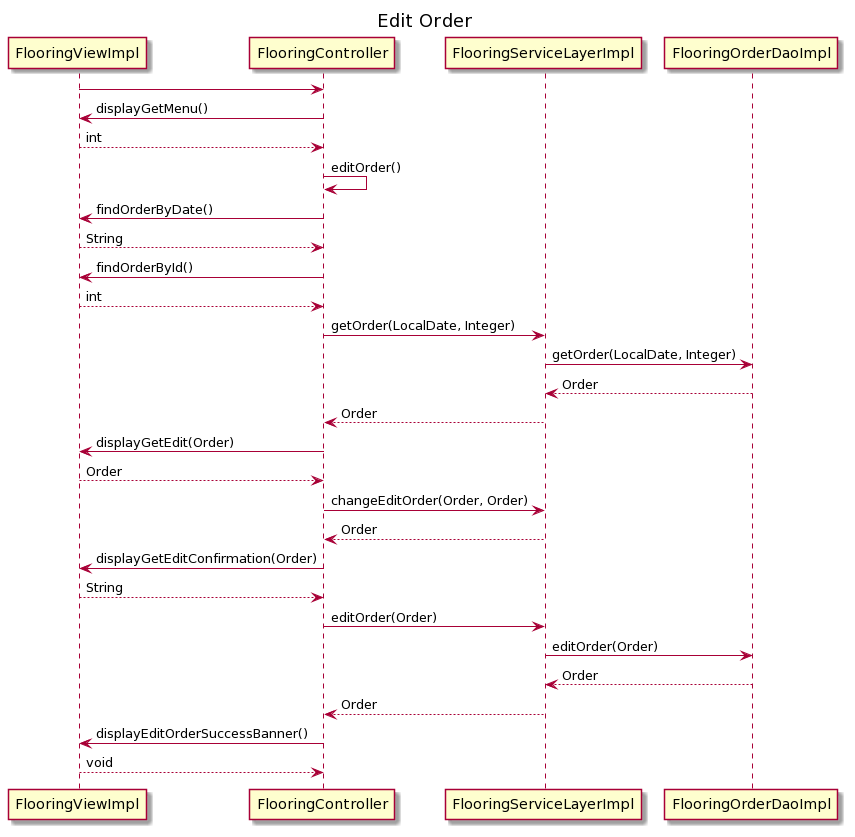 Edit Order
FlooringViewImpl FlooringController FlooringServiceLayerImpl FlooringOrderDaoImpl
displayGetMenu()
int
editOrder()
findOrderByDate()
String
findOrderById()
int
getOrder(LocalDate, Integer)
getOrder(LocalDate, Integer)
Order
Order
displayGetEdit(Order)
Order
changeEditOrder(Order, Order)
Order
displayGetEditConfirmation(Order)
String
editOrder(Order)
editOrder(Order)
Order
Order
displayEditOrderSuccessBanner()
void
FlooringViewImpl FlooringController FlooringServiceLayerImpl FlooringOrderDaoImpl